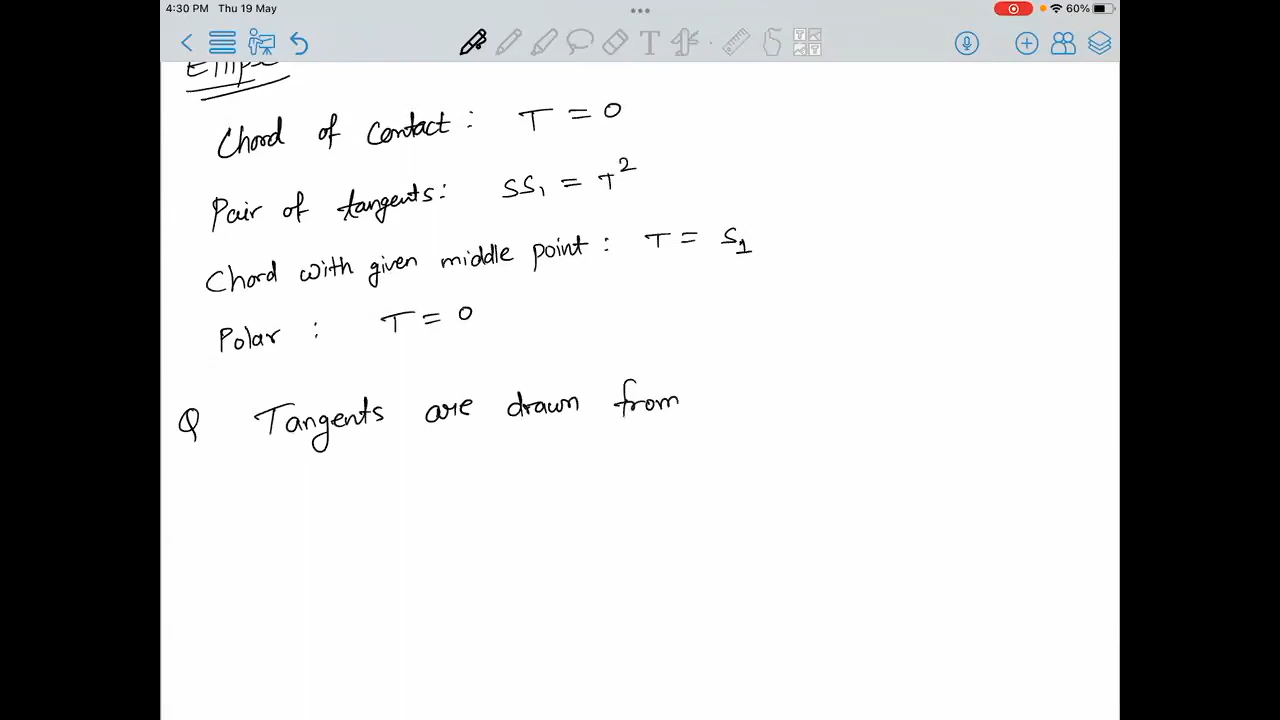 4:30 PM Thu 19 May
60%
Ellipse
Chord of Contact : T = 0
Pair of tangents: SS₁ = T²
Chord with given middle point : T = S₁
Polar : T = 0
Q Tangents are drawn from